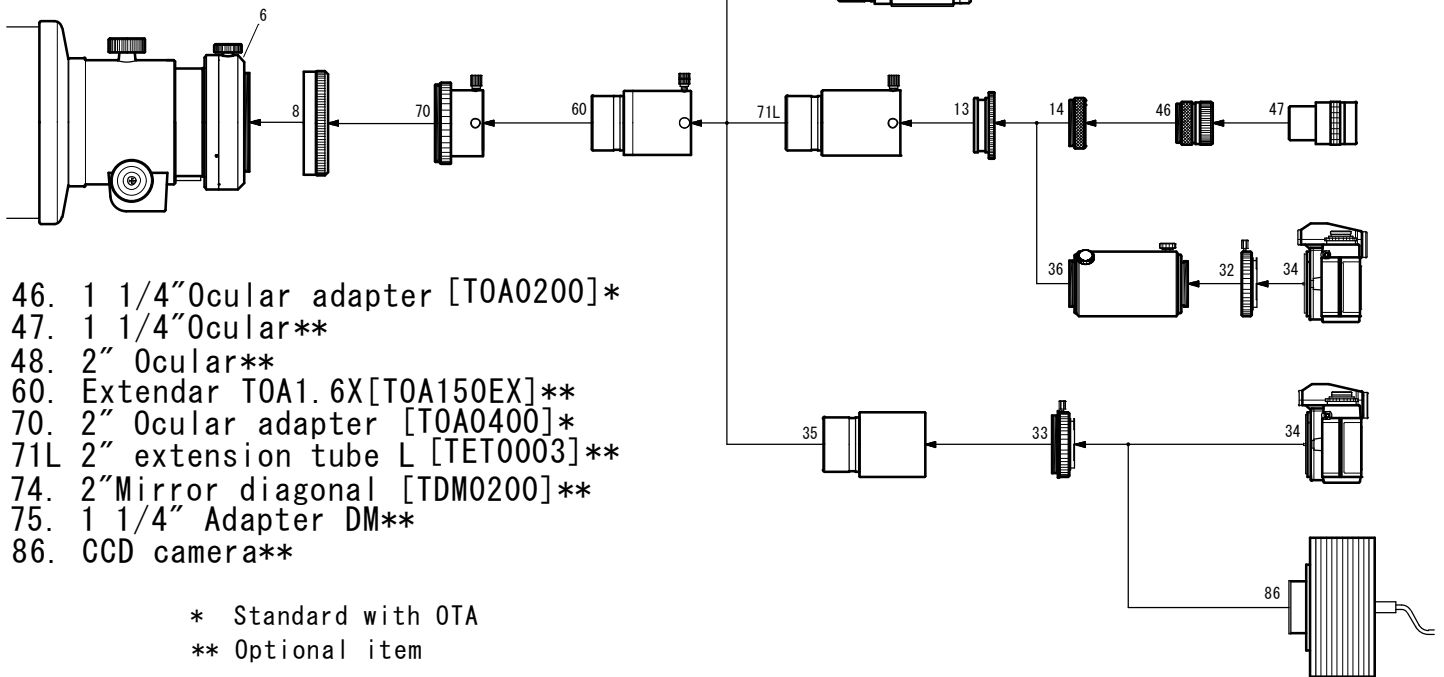 6
8
70
60
71L
13
14
46
47
36
32
34
46. 1 1/4″Ocular adapter [TOA0200]*
47. 1 1/4″Ocular**
48. 2″ Ocular**
60. Extendar TOA1.6X[TOA150EX]**
70. 2″ Ocular adapter [TOA0400]*
71L 2″ extension tube L [TET0003]**
74. 2″Mirror diagonal [TDM0200]**
75. 1 1/4″ Adapter DM**
86. CCD camera**
35
33
34
86
* Standard with OTA
** Optional item